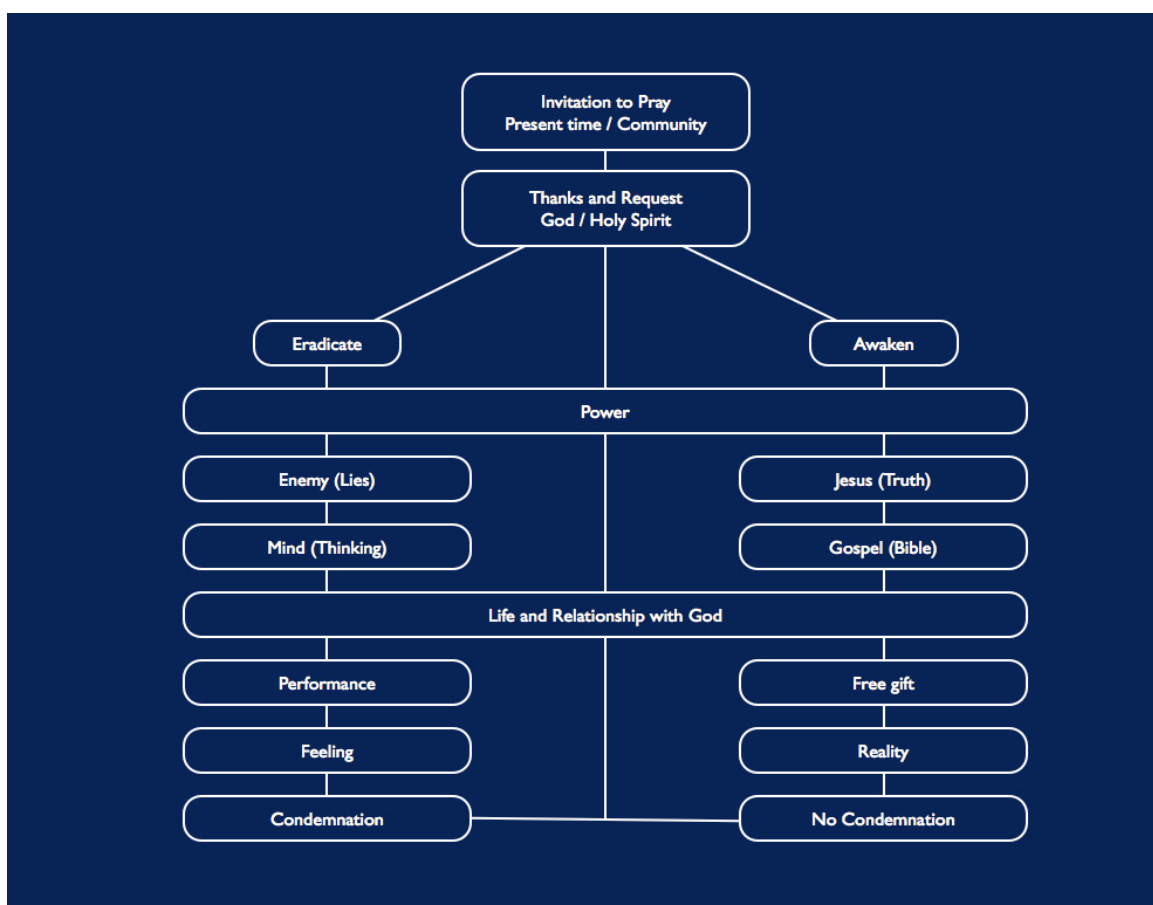 Invitation to Pray
Present time / Community
Thanks and Request
God / Holy Spirit
Eradicate
Awaken
Power
Enemy (Lies)
Jesus (Truth)
Mind (Thinking)
Gospel (Bible)
Life and Relationship with God
Performance
Free gift
Feeling
Reality
Condemnation
No Condemnation